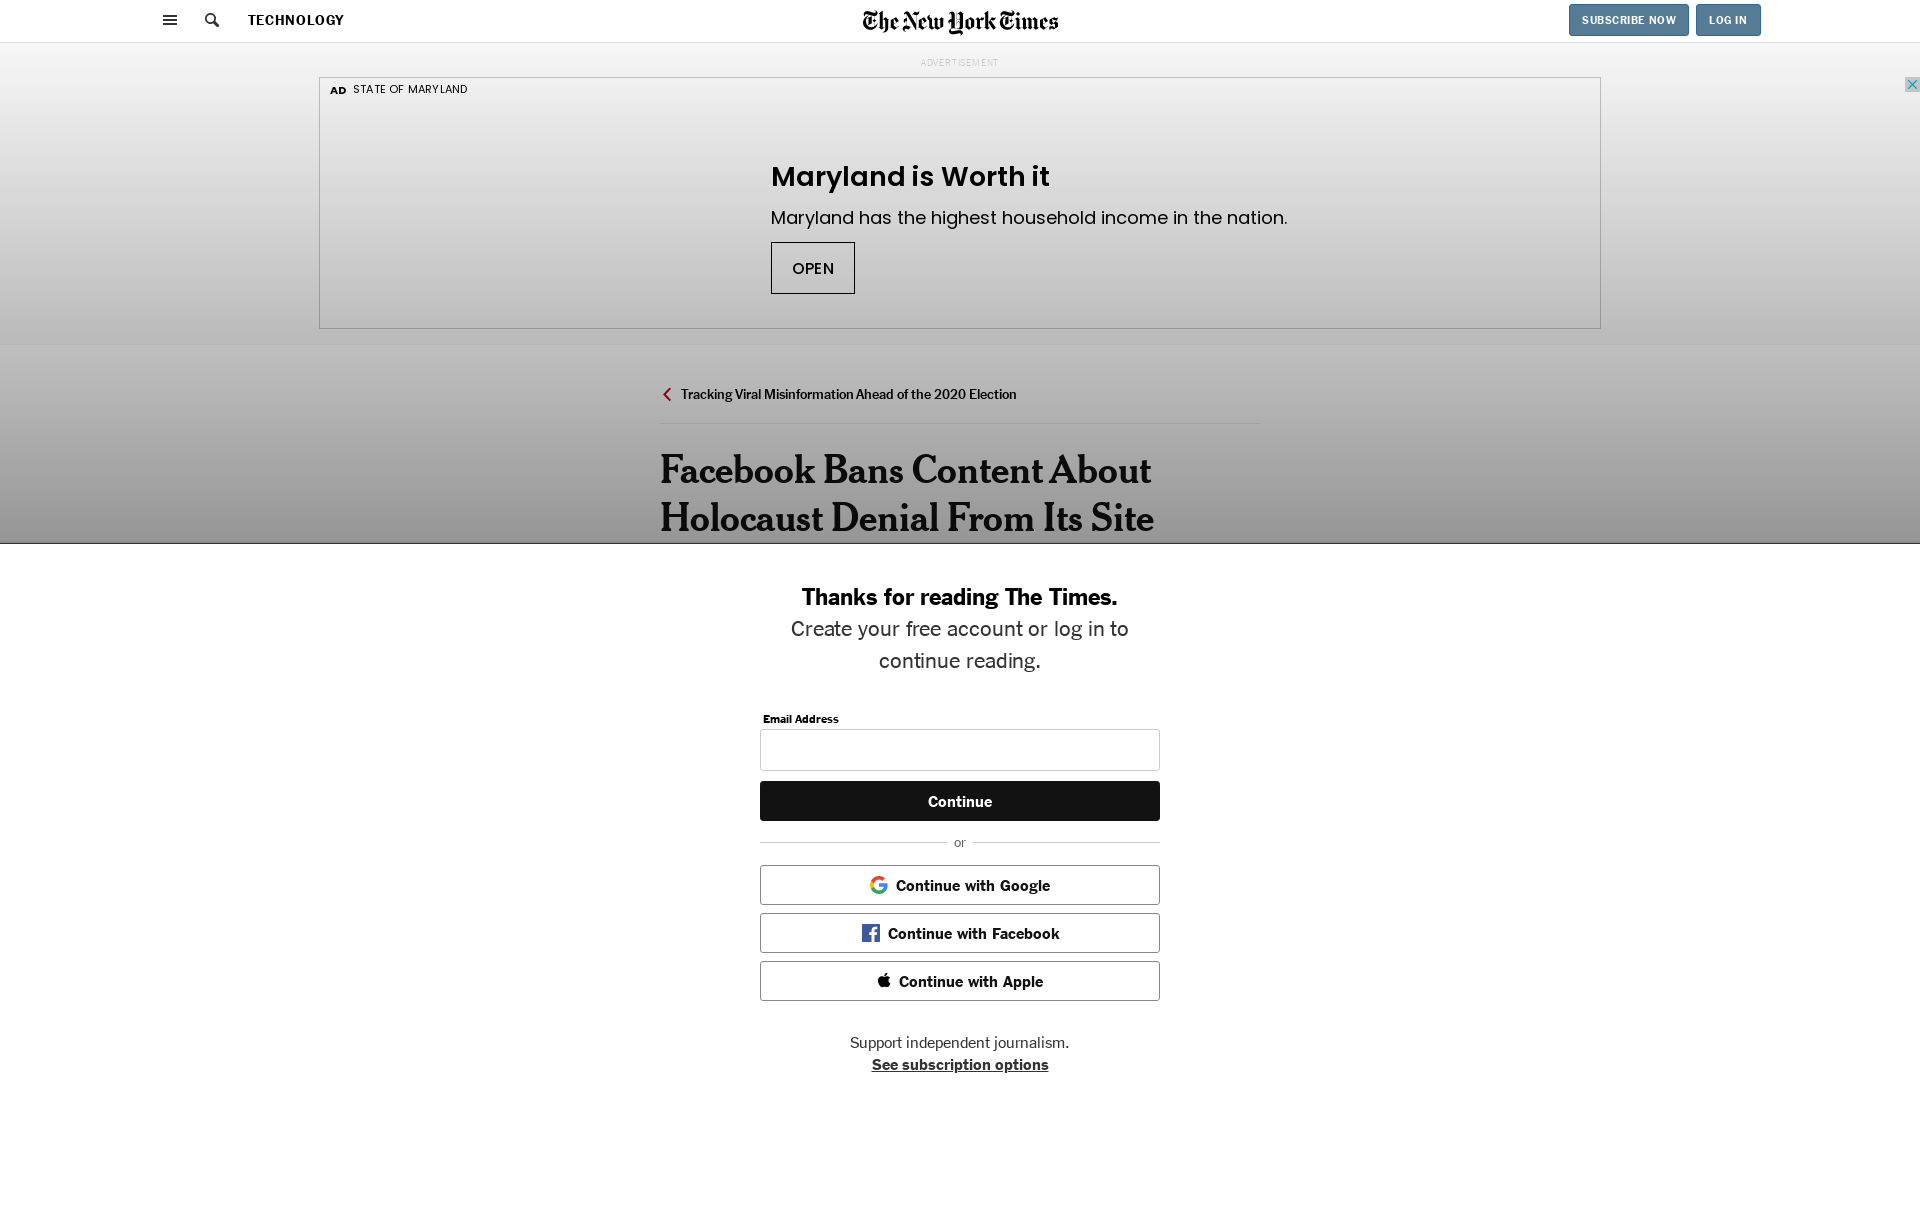 TECHNOLOGY
The New York Times
SUBSCRIBE NOW
LOG IN
ADVERTISEMENT
AD STATE OF MARYLAND
Maryland is Worth it
Maryland has the highest household income in the nation.
OPEN
Tracking Viral Misinformation Ahead of the 2020 Election
Facebook Bans Content About
Holocaust Denial From Its Site
Thanks for reading The Times.
Create your free account or log in to
continue reading.
Email Address
Continue
or
Continue with Google
Continue with Facebook
Continue with Apple
Support independent journalism.
See subscription options